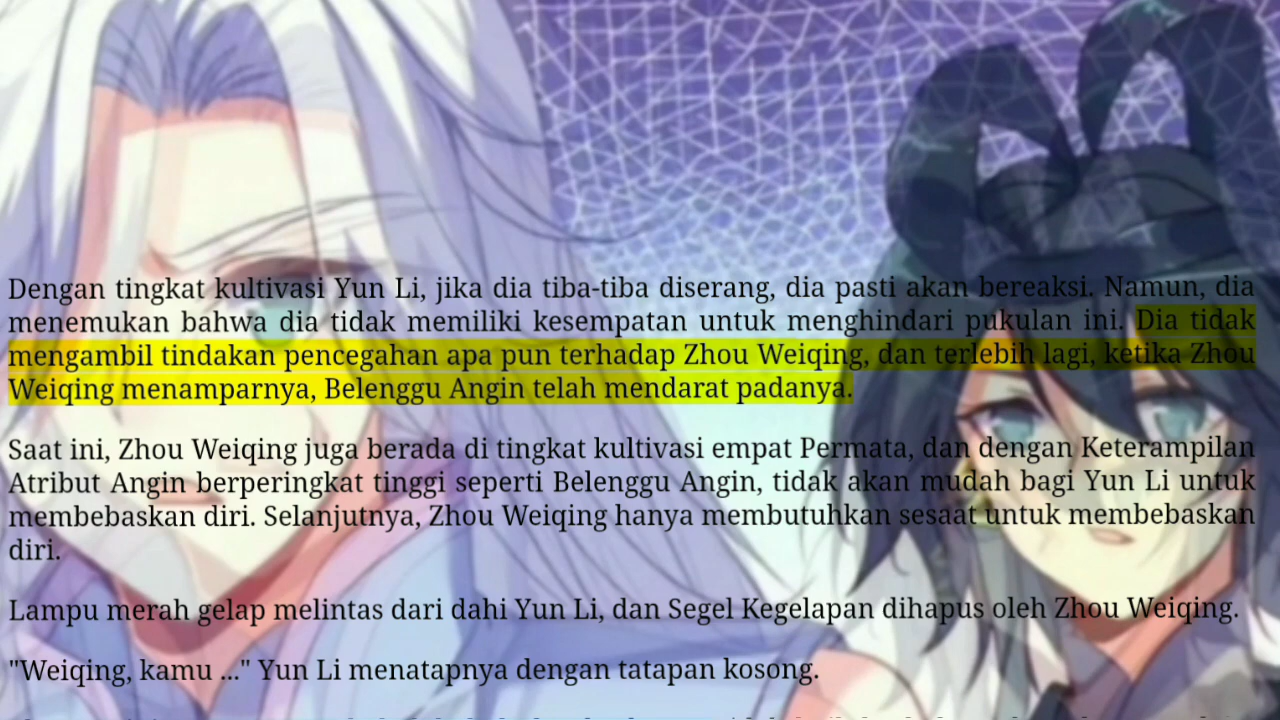 Dengan tingkat kultivasi Yun Li, jika dia tiba-tiba diserang, dia pasti akan bereaksi. Namun, dia
menemukan bahwa dia tidak memiliki kesempatan untuk menghindari pukulan ini. Dia tidak
mengambil tindakan pencegahan apa pun terhadap Zhou Weiqing, dan terlebih lagi, ketika Zhou
Weiqing menamparnya, Belenggu Angin telah mendarat padanya.
Saat ini, Zhou Weiqing juga berada di tingkat kultivasi empat Permata, dan dengan Keterampilan
Atribut Angin berperingkat tinggi seperti Belenggu Angin, tidak akan mudah bagi Yun Li untuk
membebaskan diri. Selanjutnya, Zhou Weiqing hanya membutuhkan sesaat untuk membebaskan
diri.
Lampu merah gelap melintas dari dahi Yun Li, dan Segel Kegelapan dihapus oleh Zhou Weiqing.
"Weiqing, kamu ..." Yun Li menatapnya dengan tatapan kosong.